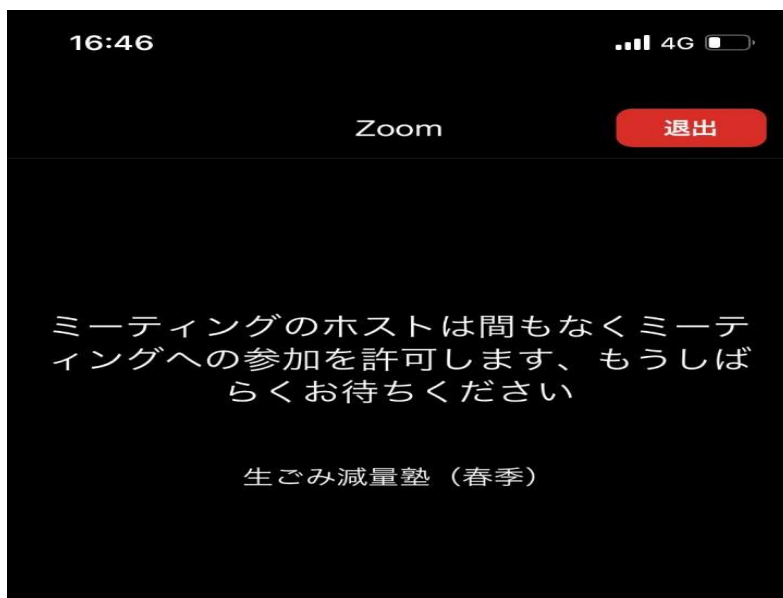 16:46
4G
Zoom
退出
ミーティングのホストは間もなくミーテ
ィングへの参加を許可します、もうしば
らくお待ちください
生ごみ減量塾（春季）